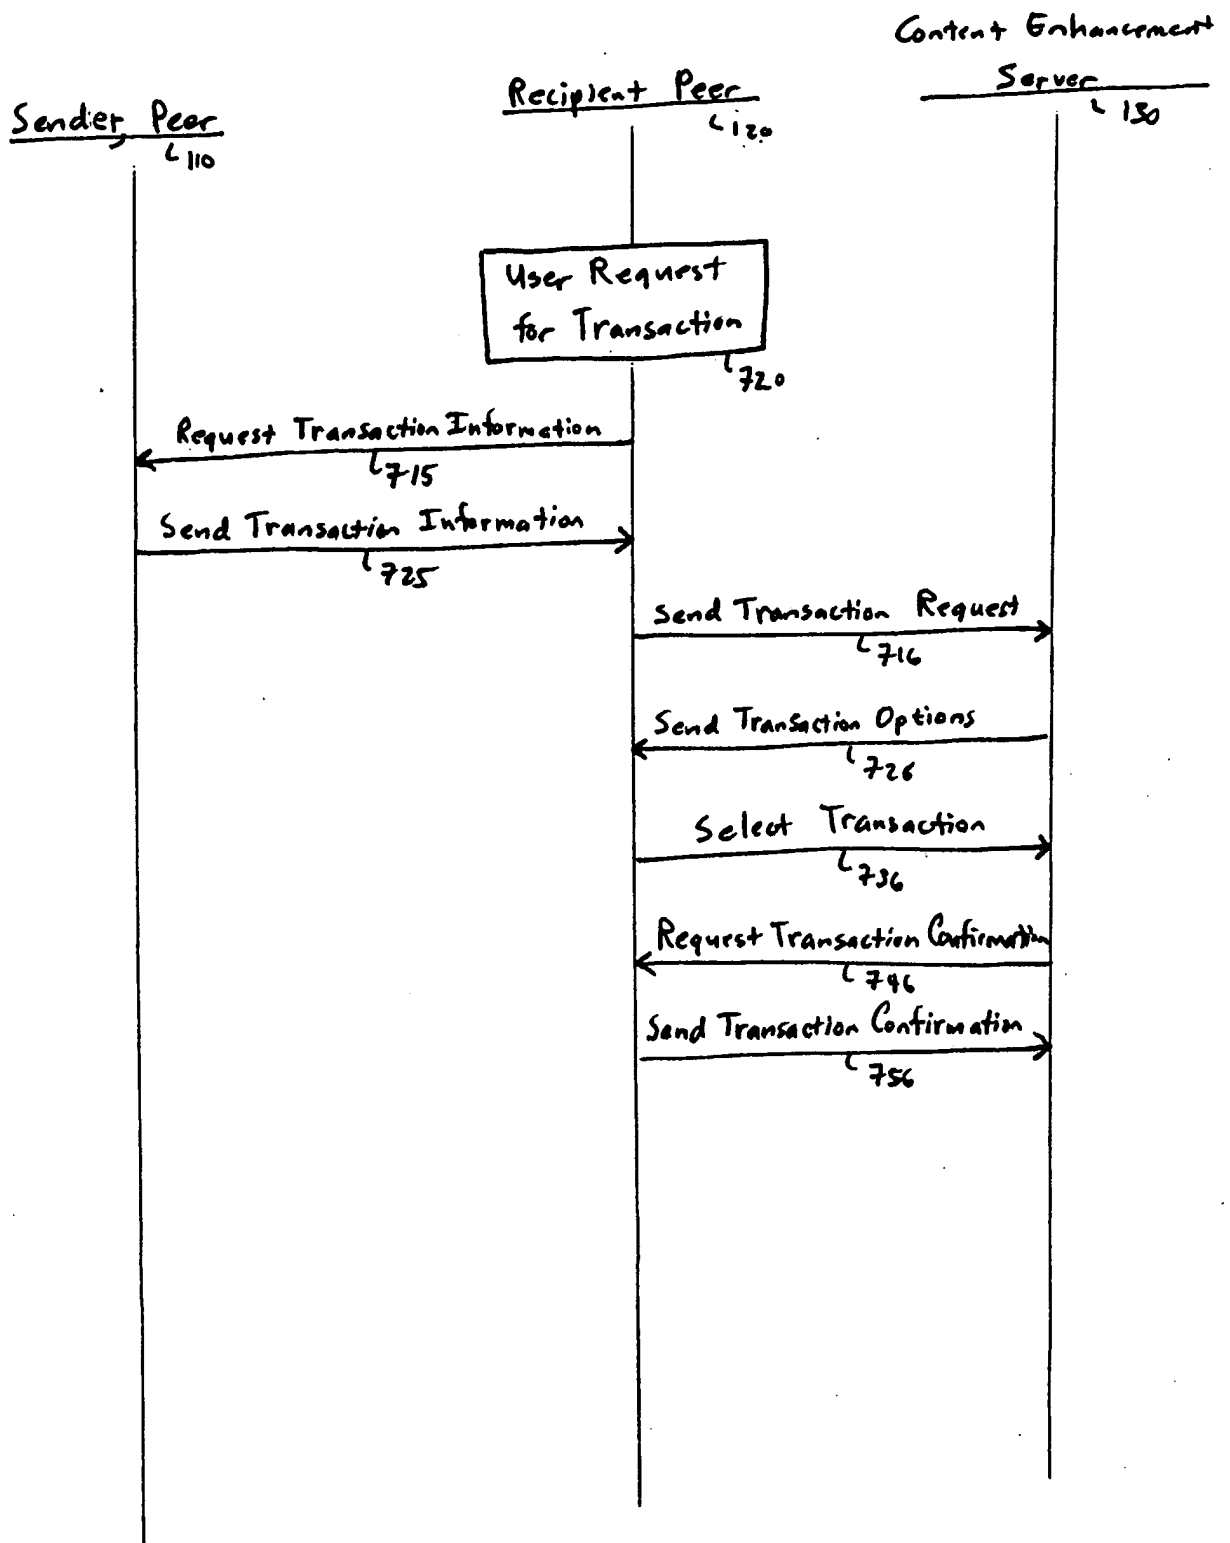 Content Enhancement
Server
130
Recipient Peer
120
Sender Peer
110
User Request
for Transaction
720
Request Transaction Information
715
Send Transaction Information
725
Send Transaction Request
716
Send Transaction Options
726
Select Transaction
736
Request Transaction Confirmation
746
Send Transaction Confirmation
756